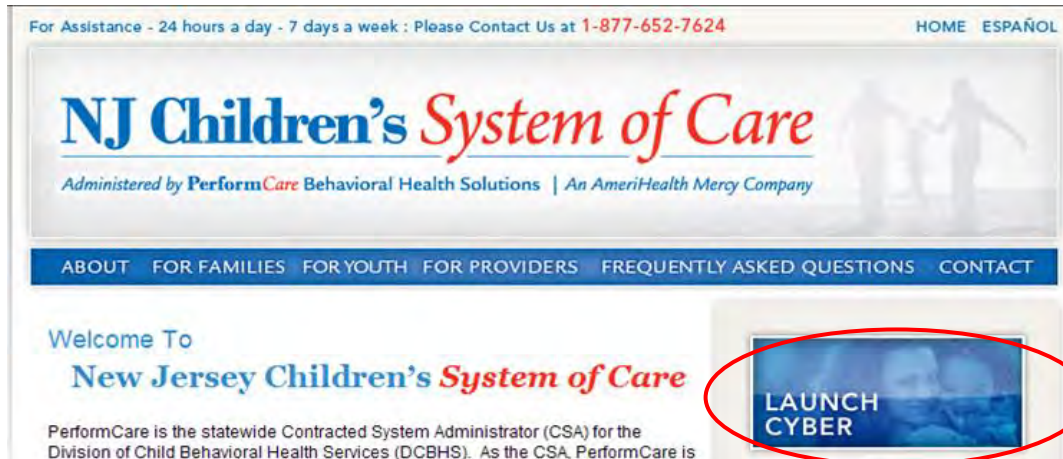 For Assistance - 24 hours a day - 7 days a week : Please Contact Us at 1-877-652-7624
HOME ESPAÑOL
NJ Children's System of Care
Administered by PerformCare Behavioral Health Solutions | An AmeriHealth Mercy Company
ABOUT FOR FAMILIES FOR YOUTH FOR PROVIDERS FREQUENTLY ASKED QUESTIONS CONTACT
Welcome To
New Jersey Children's System of Care
LAUNCH
CYBER
PerformCare is the statewide Contracted System Administrator (CSA) for the
Division of Child Behavioral Health Services (DCBHS). As the CSA, PerformCare is